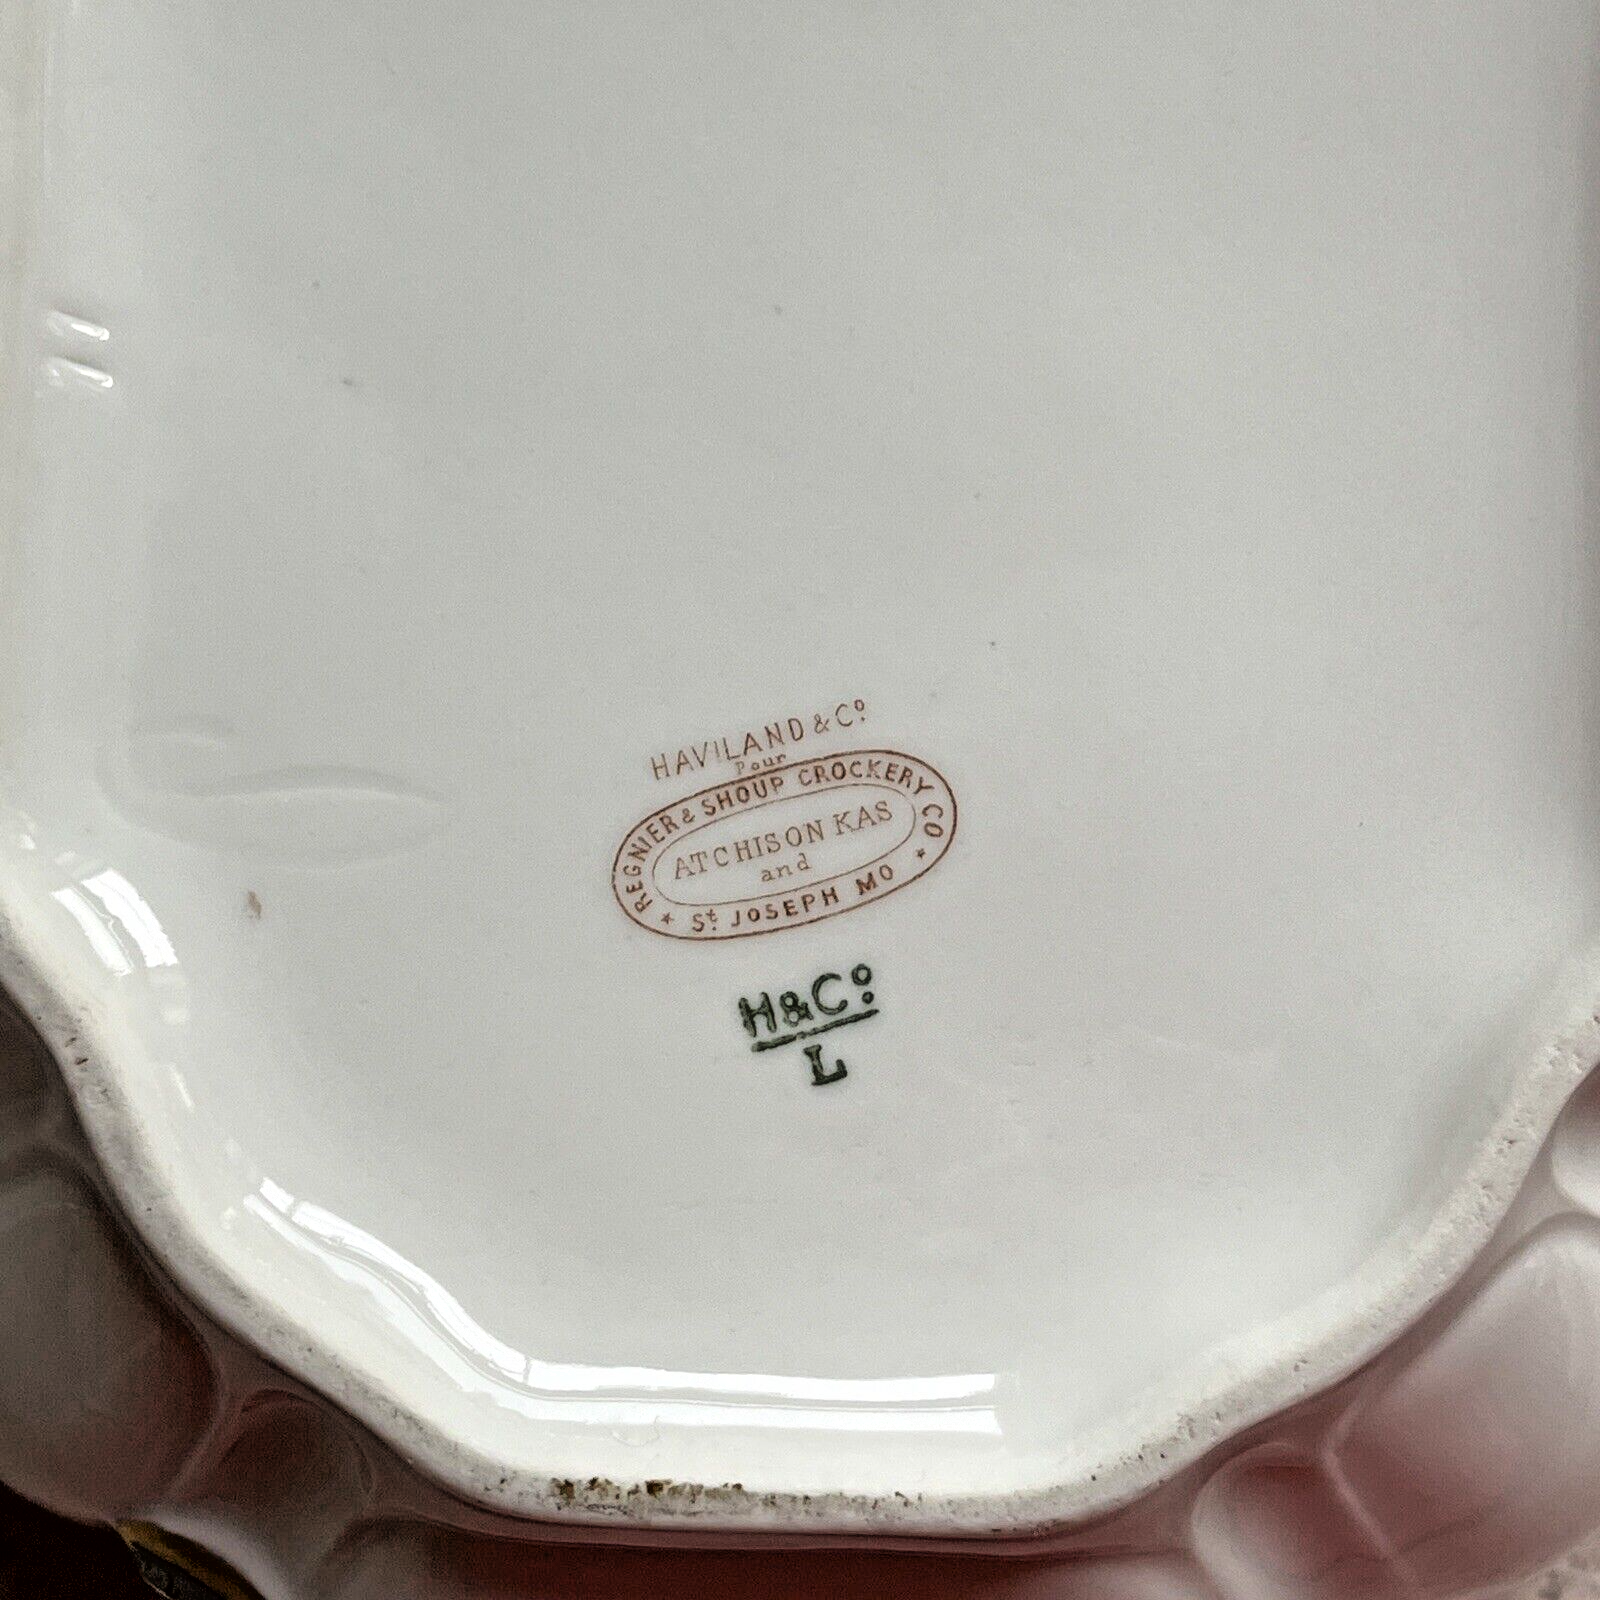 HAVILAND & Co.
Pour
REGNIER & SHOUP CROCKERY CO
ATCHISON KAS
and
St. JOSEPH MO
H&Co.
L